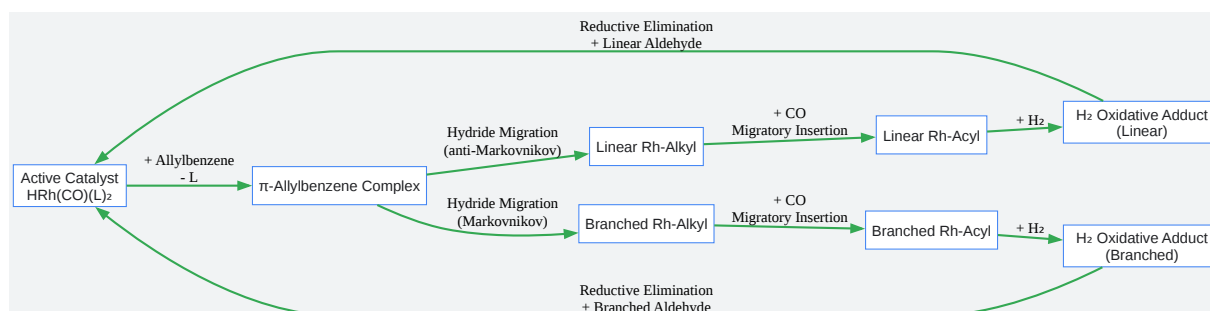 Reductive Elimination
+ Linear Aldehyde
+ CO
Migratory Insertion
H₂ Oxidative Adduct
(Linear)
+ H₂
Linear Rh-Acyl
Hydride Migration
(anti-Markovnikov)
Linear Rh-Alkyl
+ Allylbenzene
- L
Active Catalyst
HRh(CO)(L)₂
π-Allylbenzene Complex
Hydride Migration
(Markovnikov)
Branched Rh-Alkyl
+ CO
Migratory Insertion
Branched Rh-Acyl
+ H₂
H₂ Oxidative Adduct
(Branched)
Reductive Elimination
+ Branched Aldehyde